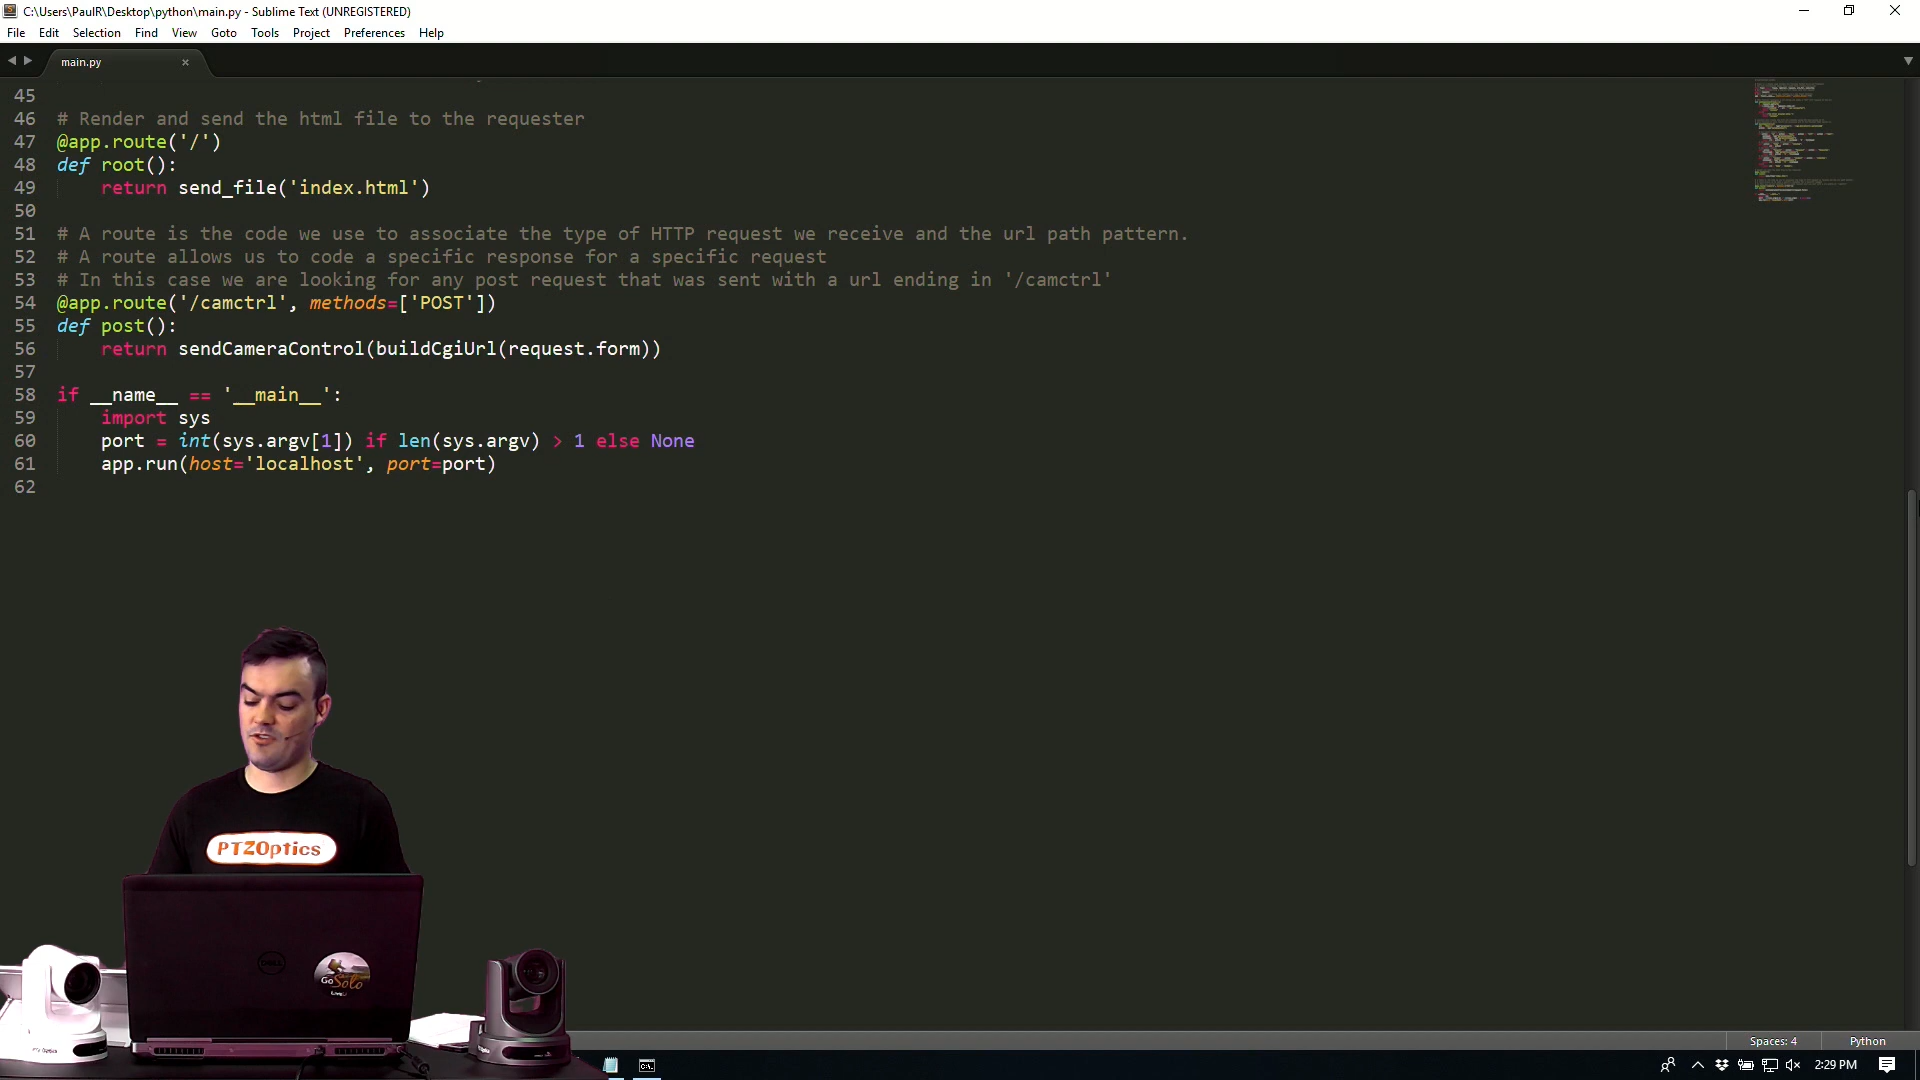 C:\Users\PaulR\Desktop\python\main.py - Sublime Text (UNREGISTERED)
File Edit Selection Find View Goto Tools Project Preferences Help
main.py
45
46 # Render and send the html file to the requester
47 @app.route('/')
48 def root():
49 return send_file('index.html')
50
51 # A route is the code we use to associate the type of HTTP request we receive and the url path pattern.
52 # A route allows us to code a specific response for a specific request
53 # In this case we are looking for any post request that was sent with a url ending in '/camctrl'
54 @app.route('/camctrl', methods=['POST'])
55 def post():
56 return sendCameraControl(buildCgiUrl(request.form))
57
58 if __name__ == '__main__':
59 import sys
60 port = int(sys.argv[1]) if len(sys.argv) > 1 else None
61 app.run(host='localhost', port=port)
62
PTZOptics
DELL
Go
Solo
Spaces: 4 Python
2:29 PM